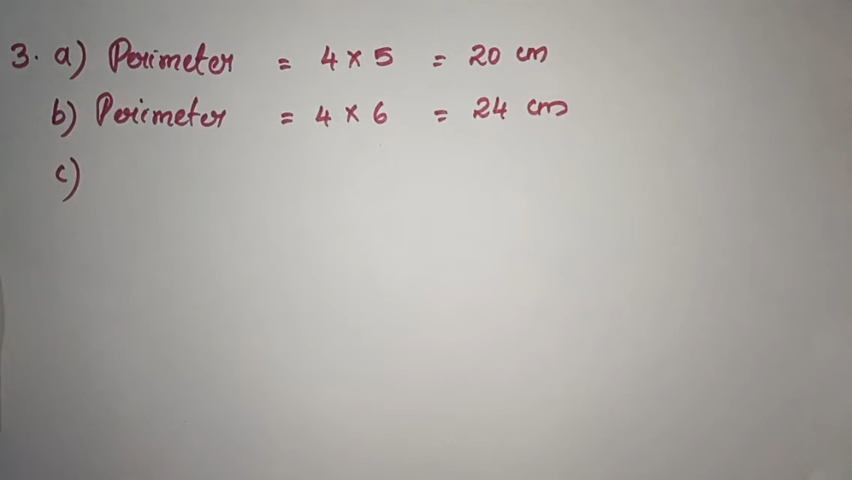 3. a) Perimeter = 4 × 5 = 20 cm
b) Perimeter = 4 × 6 = 24 cm
c)